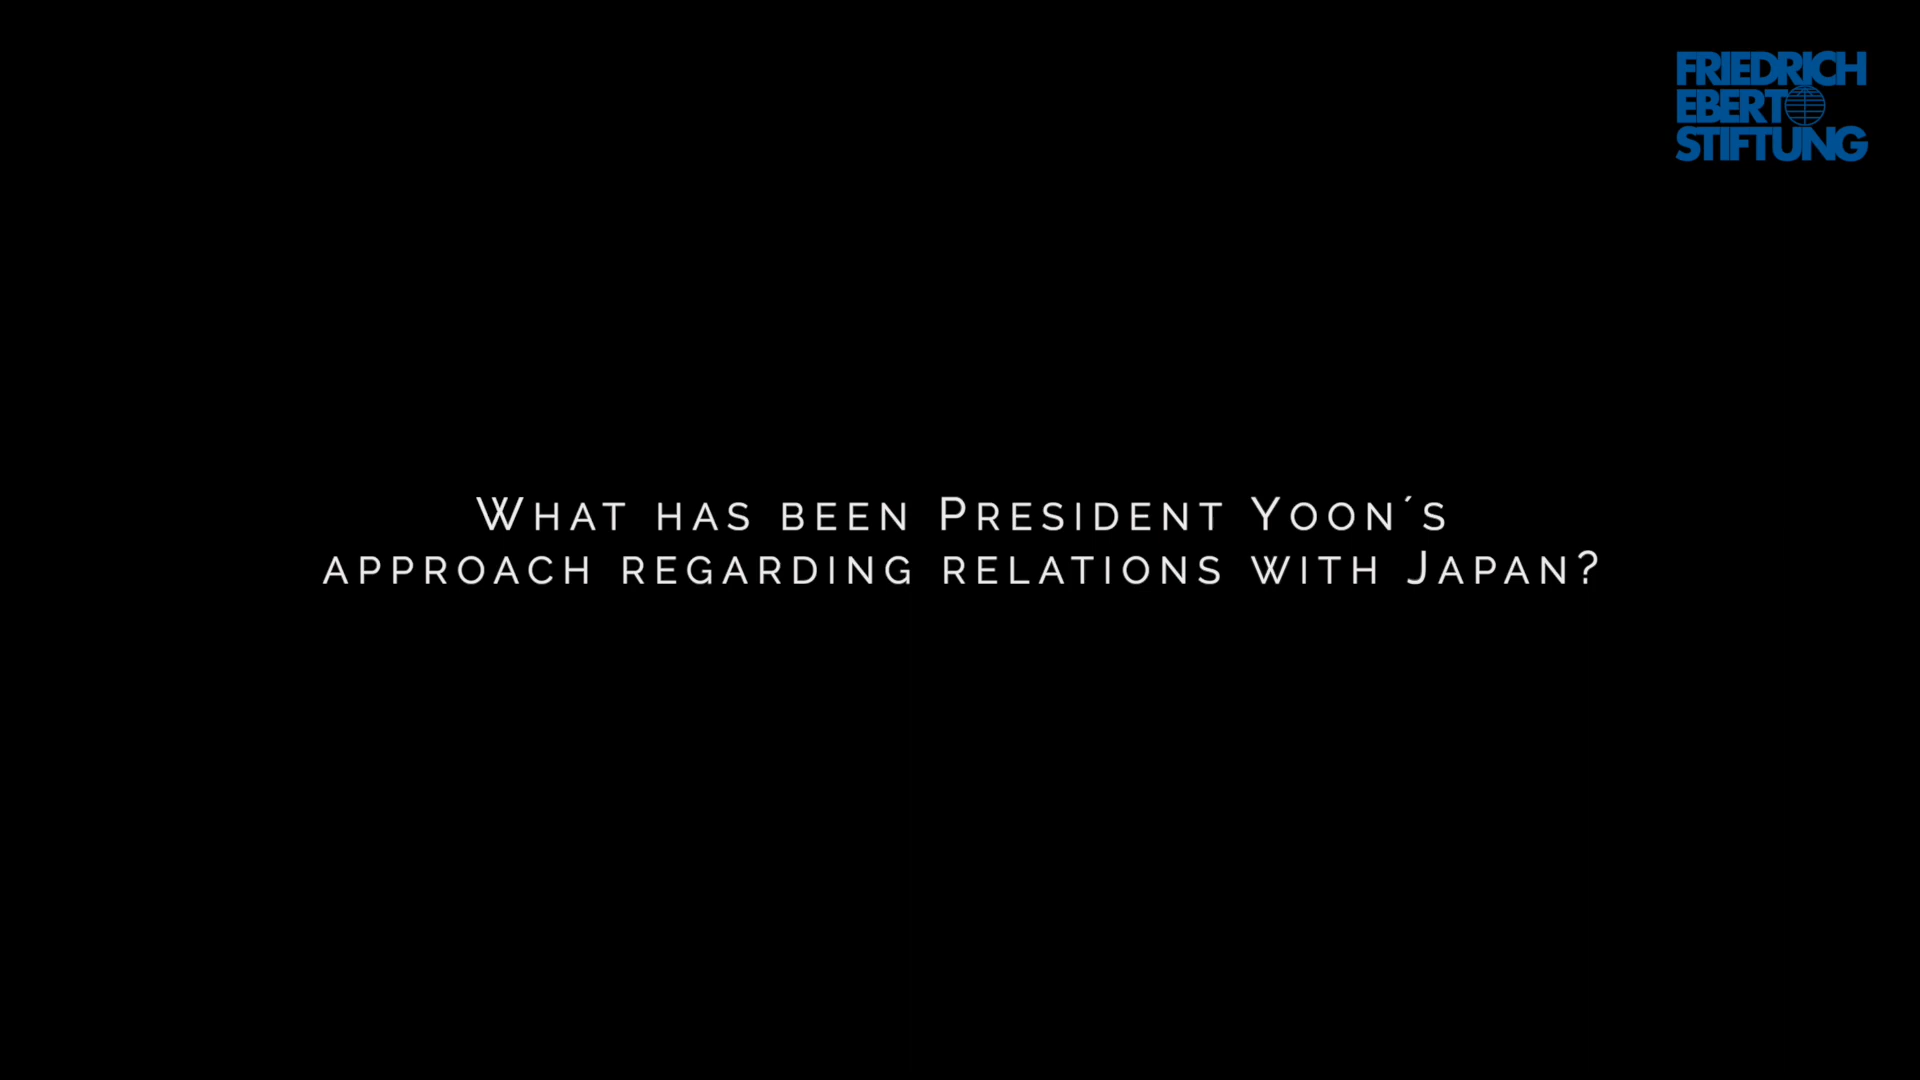 FRIEDRICH
EBERT
STIFTUNG
WHAT HAS BEEN PRESIDENT YOON´S
APPROACH REGARDING RELATIONS WITH JAPAN?